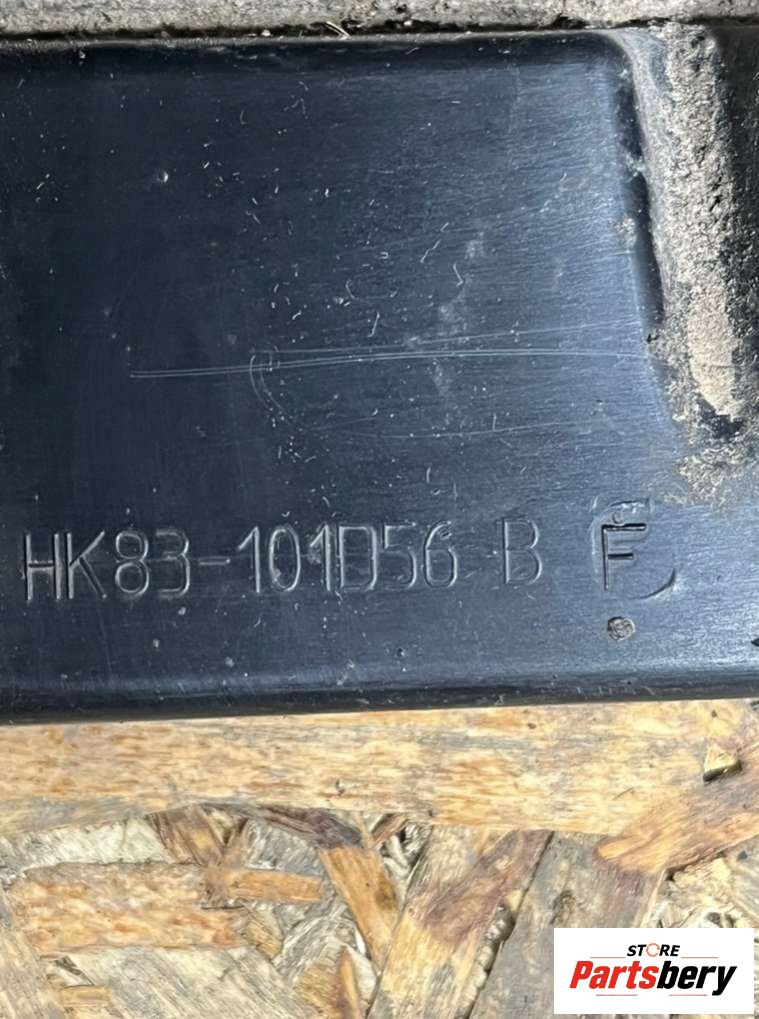 HK83-101D56-B F
STORE
Partsbery